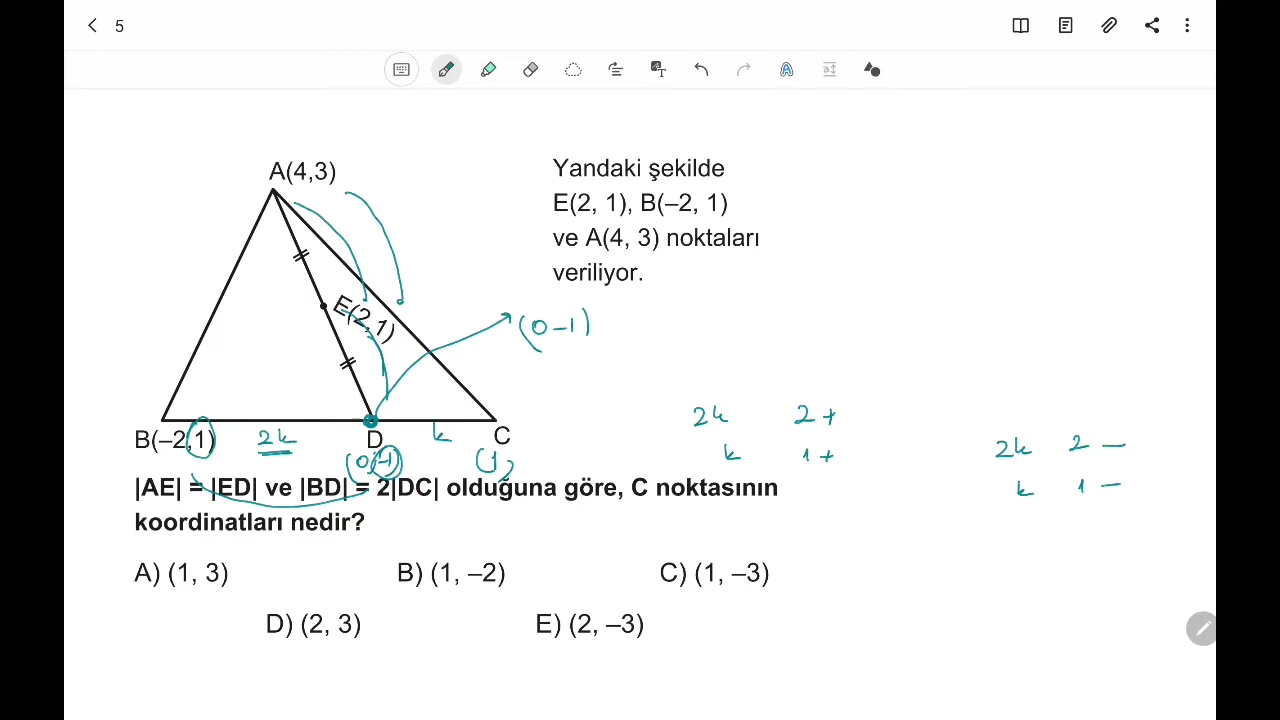 5
A(4,3)
Yandaki şekilde
E(2, 1), B(–2, 1)
ve A(4, 3) noktaları
veriliyor.
E(2,1)
(0 -1)
2k 2 +
k 1 +
2k 2 —
k 1 —
B(–2,1) 2k D k C
(0,-1) (1,
|AE| = |ED| ve |BD| = 2|DC| olduğuna göre, C noktasının
koordinatları nedir?
A) (1, 3) B) (1, –2) C) (1, –3)
D) (2, 3) E) (2, –3)